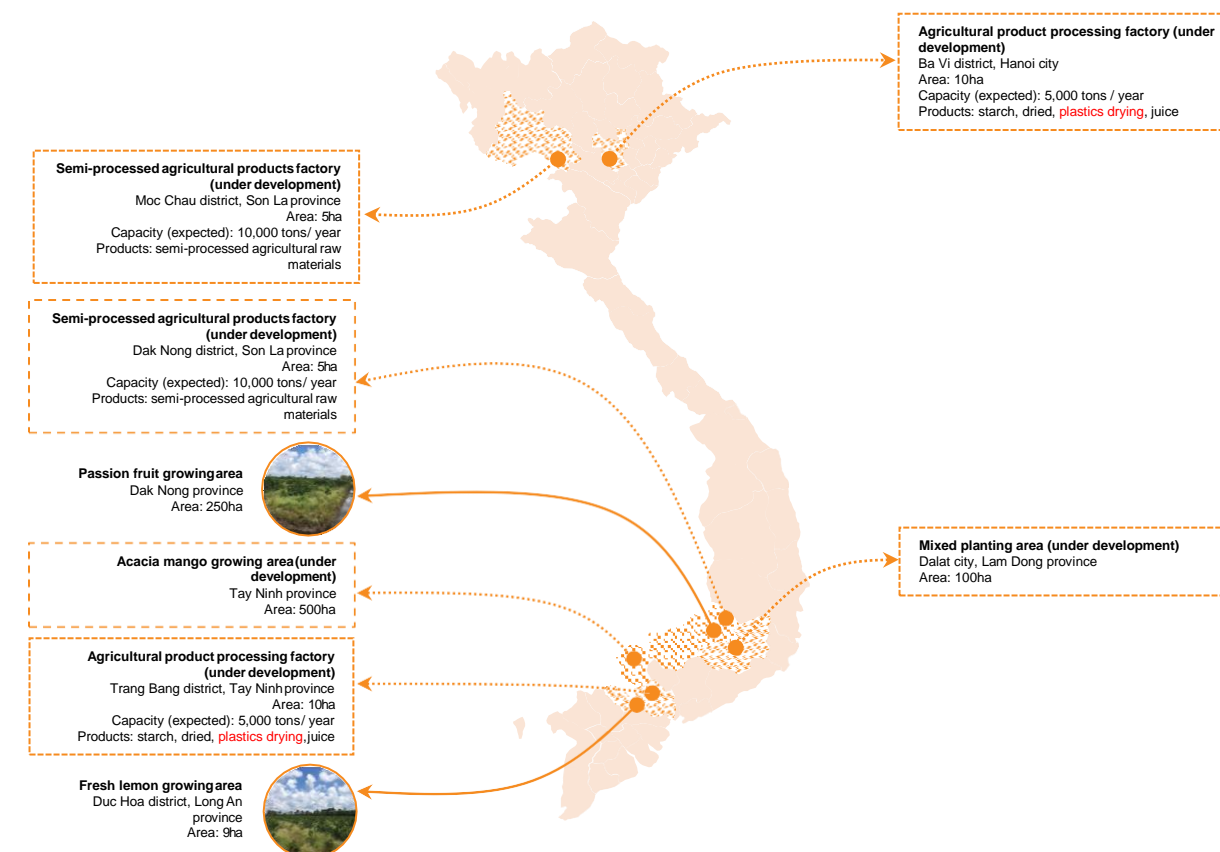 Agricultural product processing factory (under
development)
Ba Vi district, Hanoi city
Area: 10ha
Capacity (expected): 5,000 tons / year
Products: starch, dried, plastics drying, juice
Semi-processed agricultural products factory
(under development)
Moc Chau district, Son La province
Area: 5ha
Capacity (expected): 10,000 tons/ year
Products: semi-processed agricultural raw
materials
Semi-processed agricultural products factory
(under development)
Dak Nong district, Son La province
Area: 5ha
Capacity (expected): 10,000 tons/ year
Products: semi-processed agricultural raw
materials
Passion fruit growing area
Dak Nong province
Area: 250ha
Acacia mango growing area (under
development)
Tay Ninh province
Area: 500ha
Mixed planting area (under development)
Dalat city, Lam Dong province
Area: 100ha
Agricultural product processing factory
(under development)
Trang Bang district, Tay Ninh province
Area: 10ha
Capacity (expected): 5,000 tons/ year
Products: starch, dried, plastics drying, juice
Fresh lemon growing area
Duc Hoa district, Long An
province
Area: 9ha